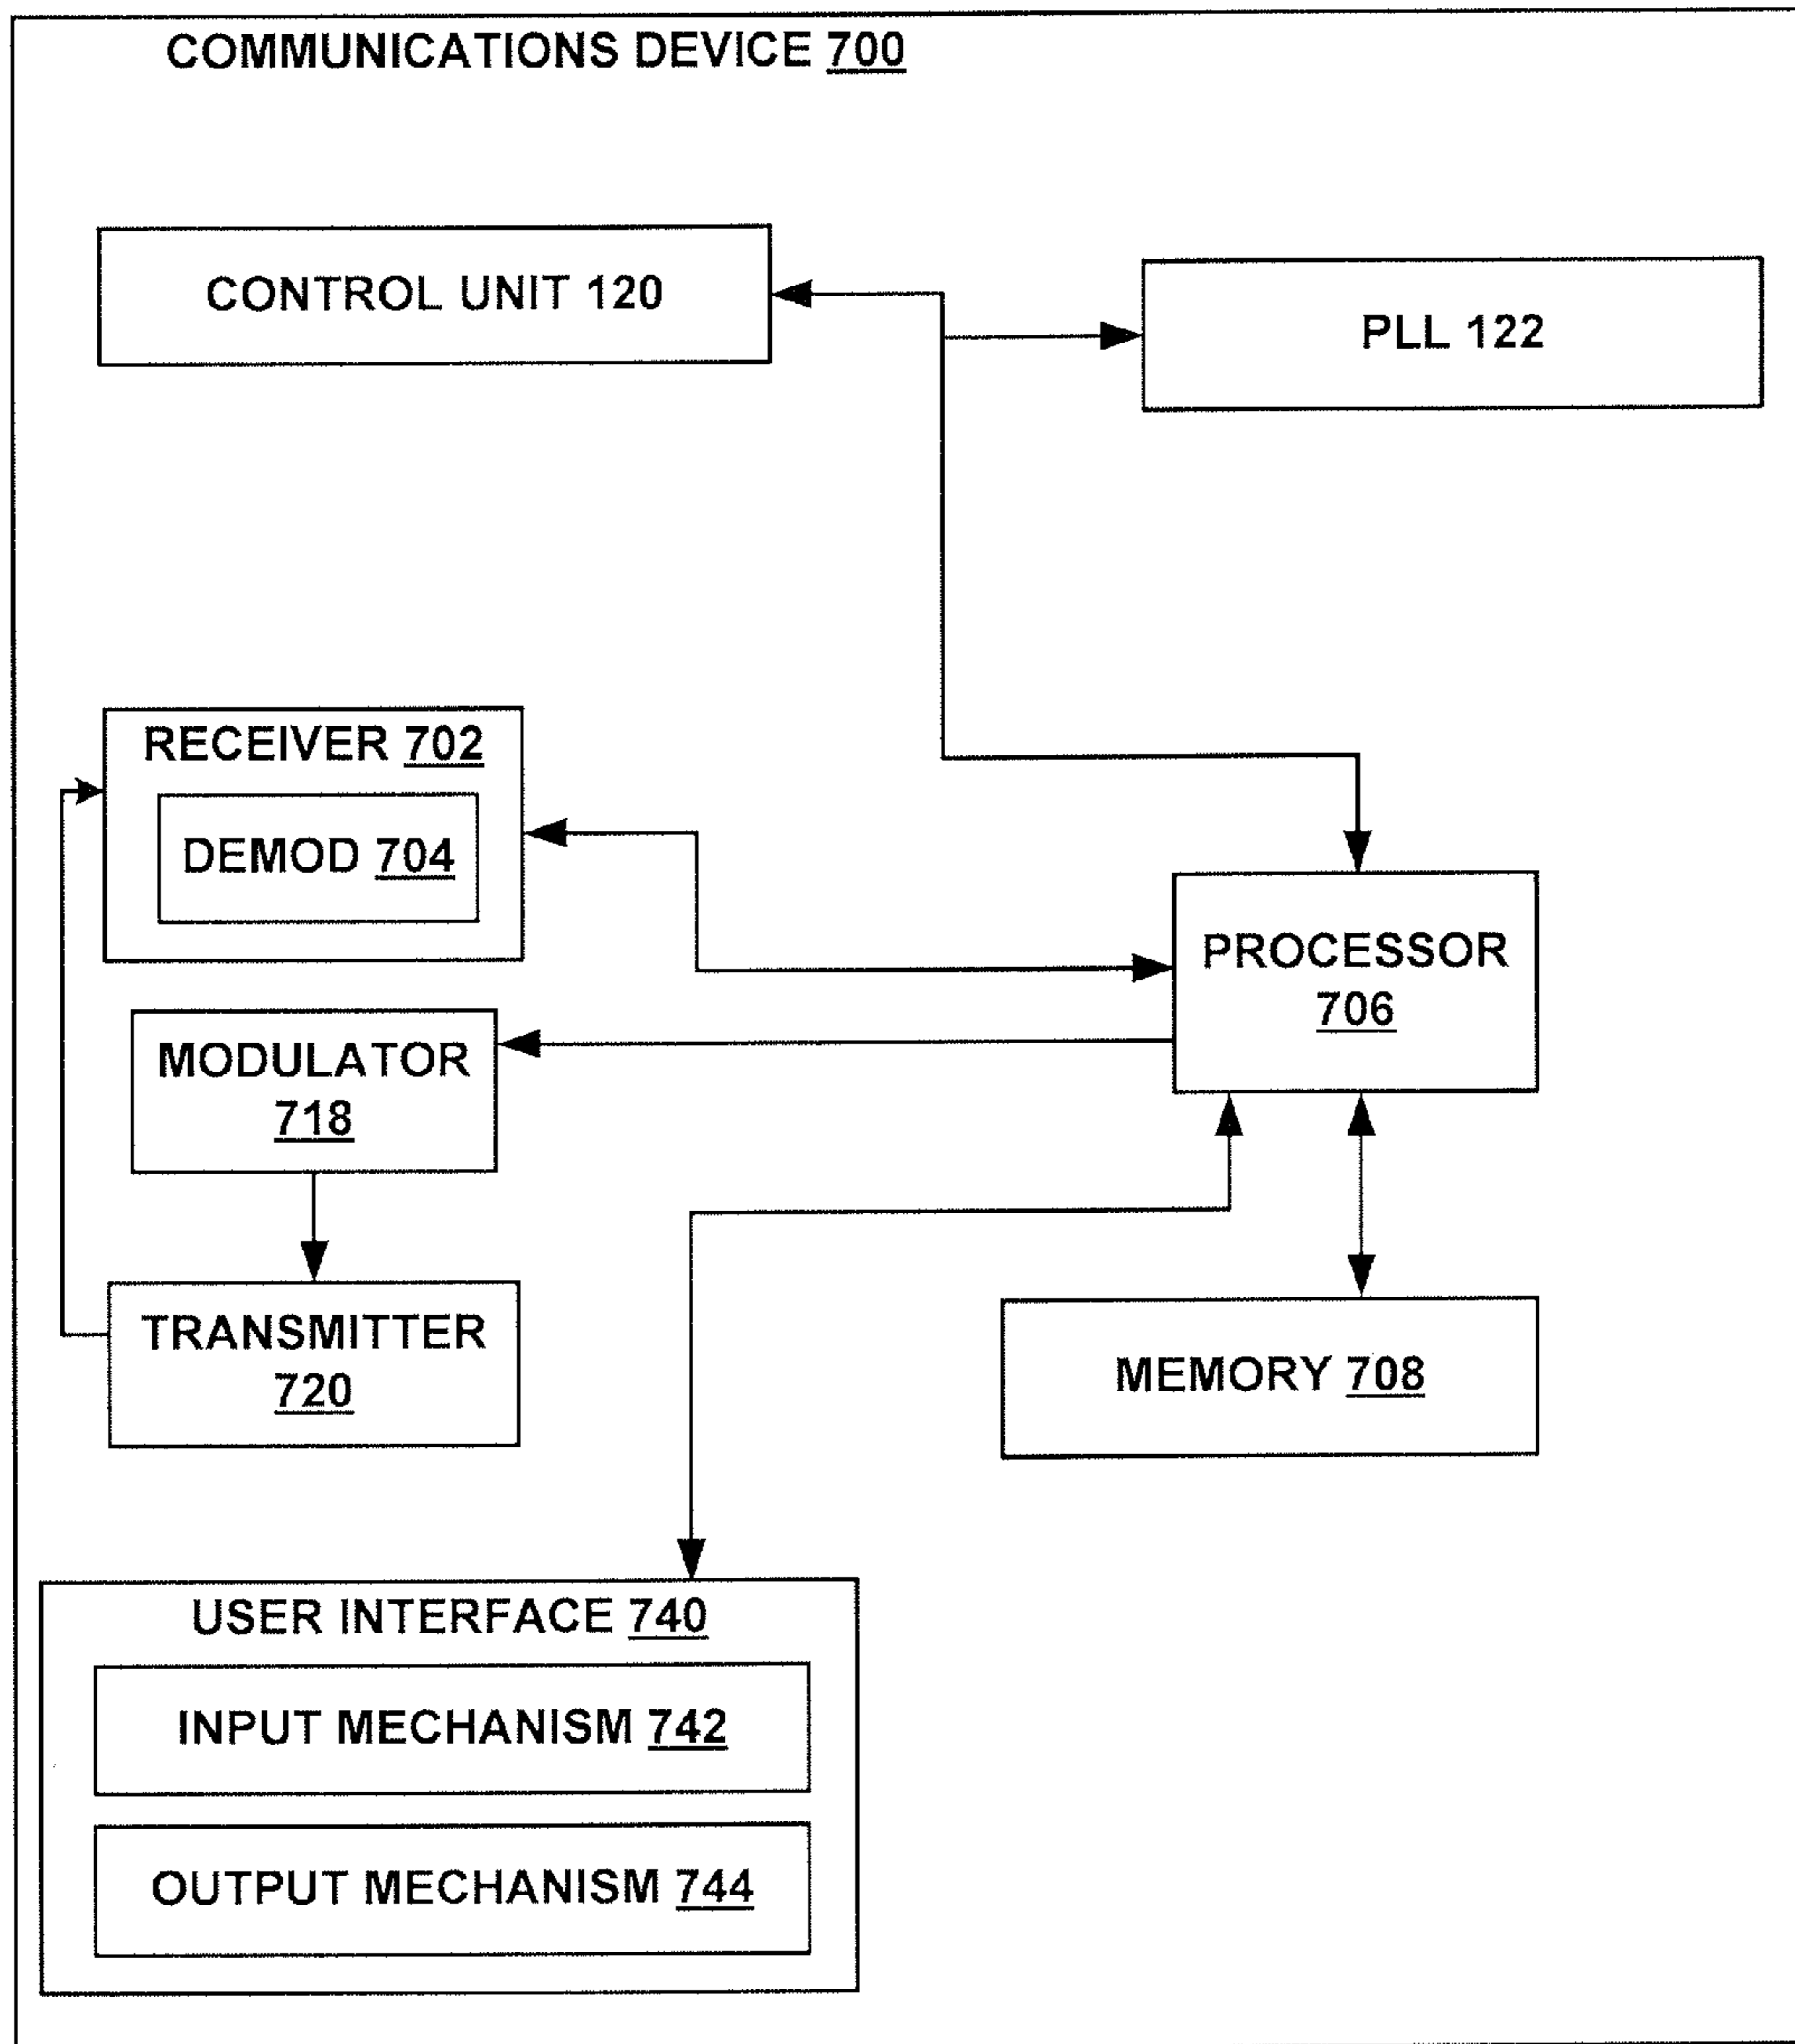 COMMUNICATIONS DEVICE 700
CONTROL UNIT 120
PLL 122
RECEIVER 702
DEMOD 704
PROCESSOR
706
MODULATOR
718
TRANSMITTER
720
MEMORY 708
USER INTERFACE 740
INPUT MECHANISM 742
OUTPUT MECHANISM 744